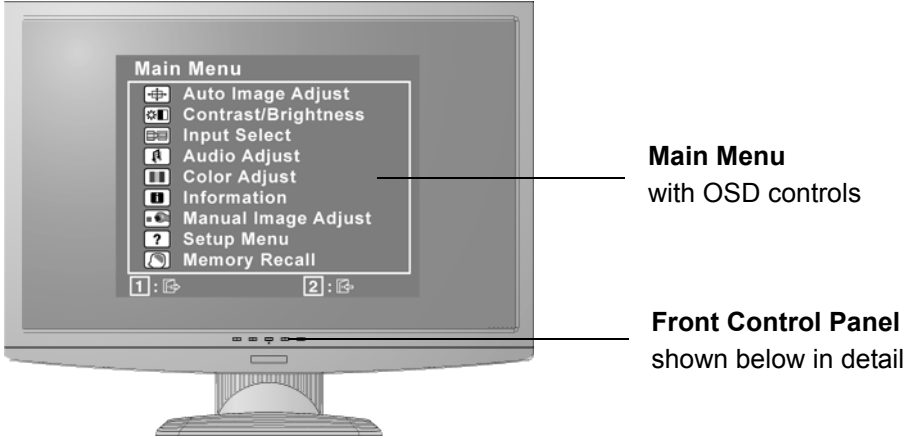 Main Menu
Auto Image Adjust
Contrast/Brightness
Input Select
Audio Adjust
Color Adjust
Information
Manual Image Adjust
Setup Menu
Memory Recall
1 :
2 :
Main Menu
with OSD controls
Front Control Panel
shown below in detail